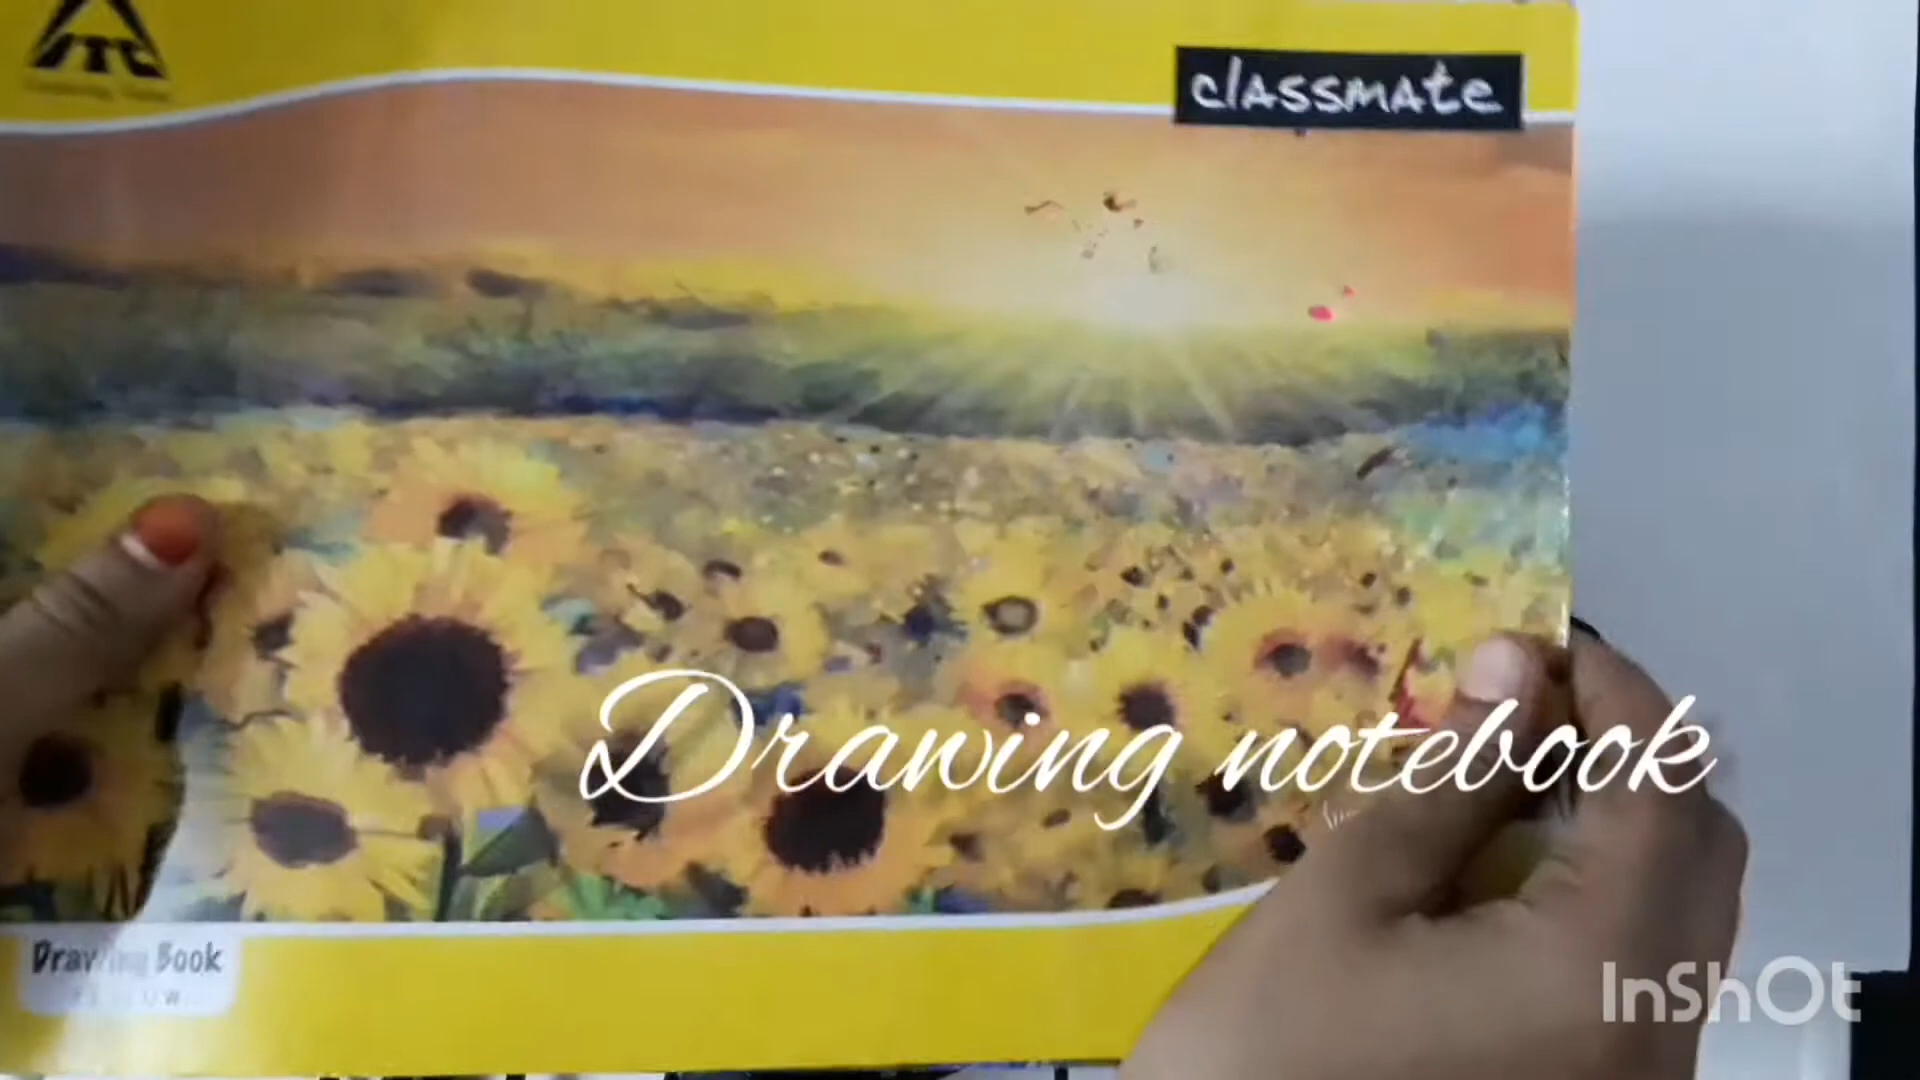 ITC
classmate
Drawing notebook
Drawing Book
InShOt